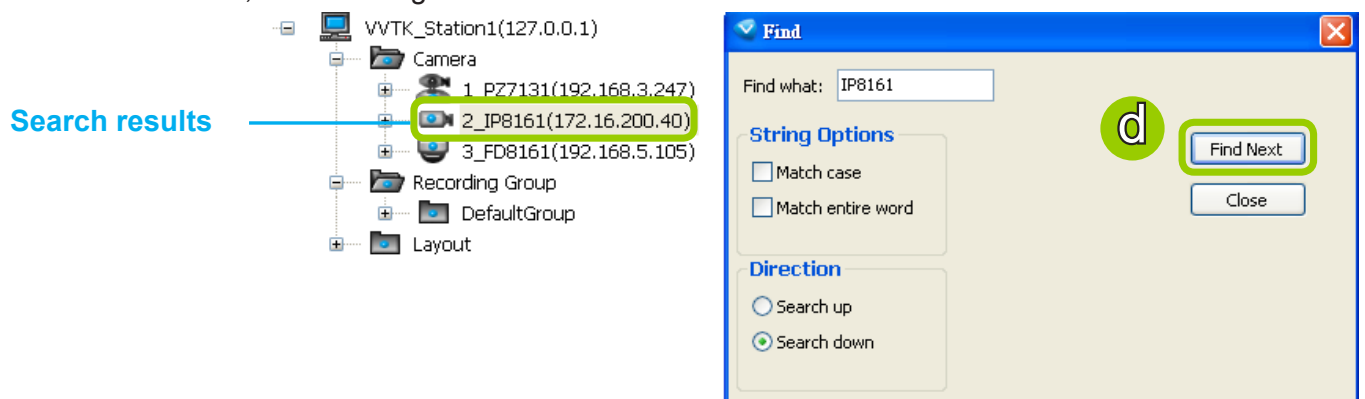 VVTK_Station1(127.0.0.1)
Camera
1_PZ7131(192.168.3.247)
2_IP8161(172.16.200.40)
3_FD8161(192.168.5.105)
Recording Group
DefaultGroup
Layout
Search results
Find
Find what: IP8161
String Options
Match case
Match entire word
Direction
Search up
Search down
d
Find Next
Close